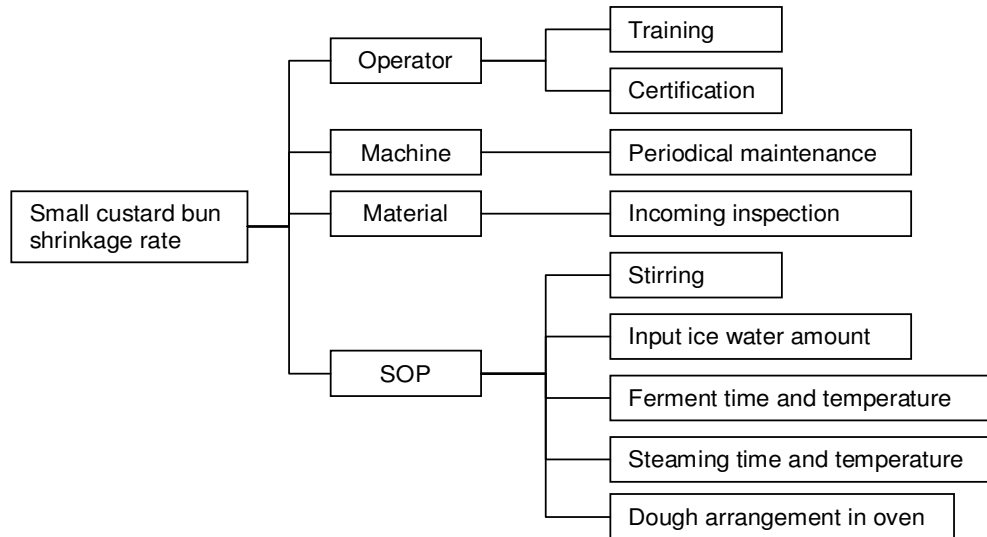 Small custard bun
shrinkage rate
Operator
Training
Certification
Machine
Periodical maintenance
Material
Incoming inspection
SOP
Stirring
Input ice water amount
Ferment time and temperature
Steaming time and temperature
Dough arrangement in oven